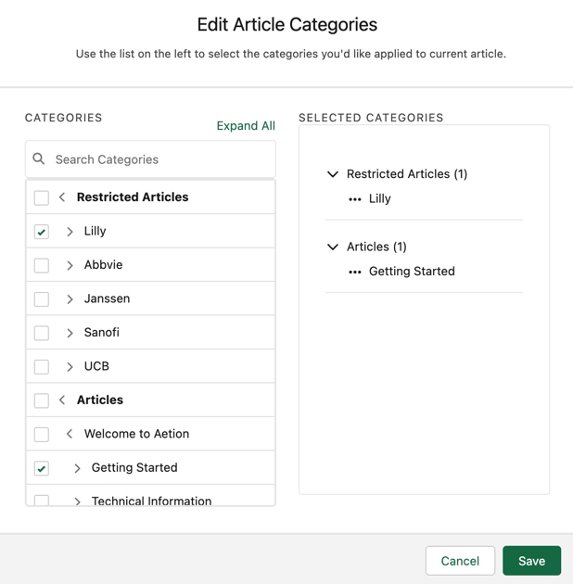 Edit Article Categories
Use the list on the left to select the categories you'd like applied to current article.
CATEGORIES
Expand All
Search Categories
Restricted Articles
Lilly
Abbvie
Janssen
Sanofi
UCB
Articles
Welcome to Aetion
Getting Started
Technical Information
SELECTED CATEGORIES
Restricted Articles (1)
Lilly
Articles (1)
Getting Started
Cancel
Save